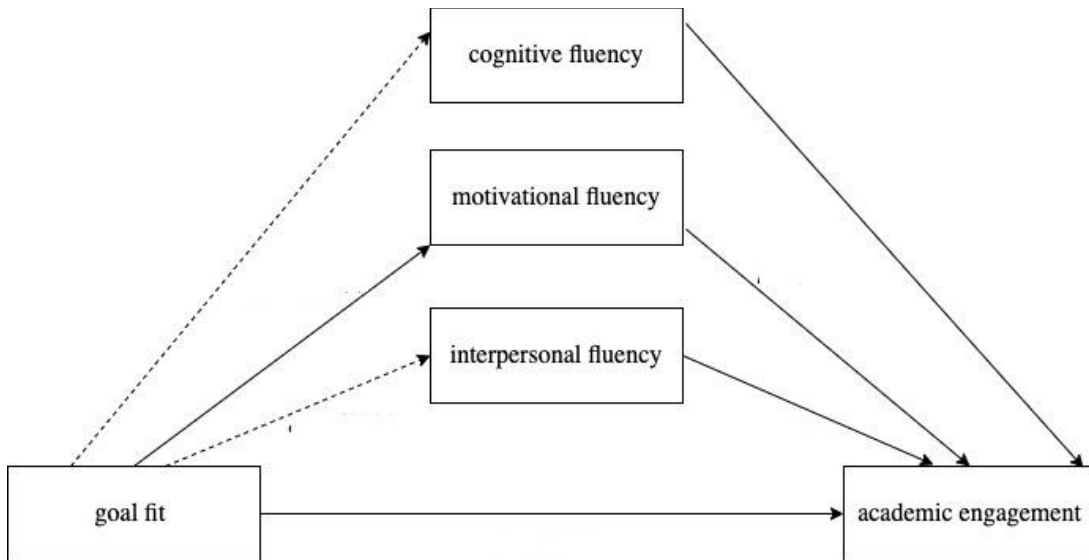 cognitive fluency
motivational fluency
interpersonal fluency
goal fit
academic engagement